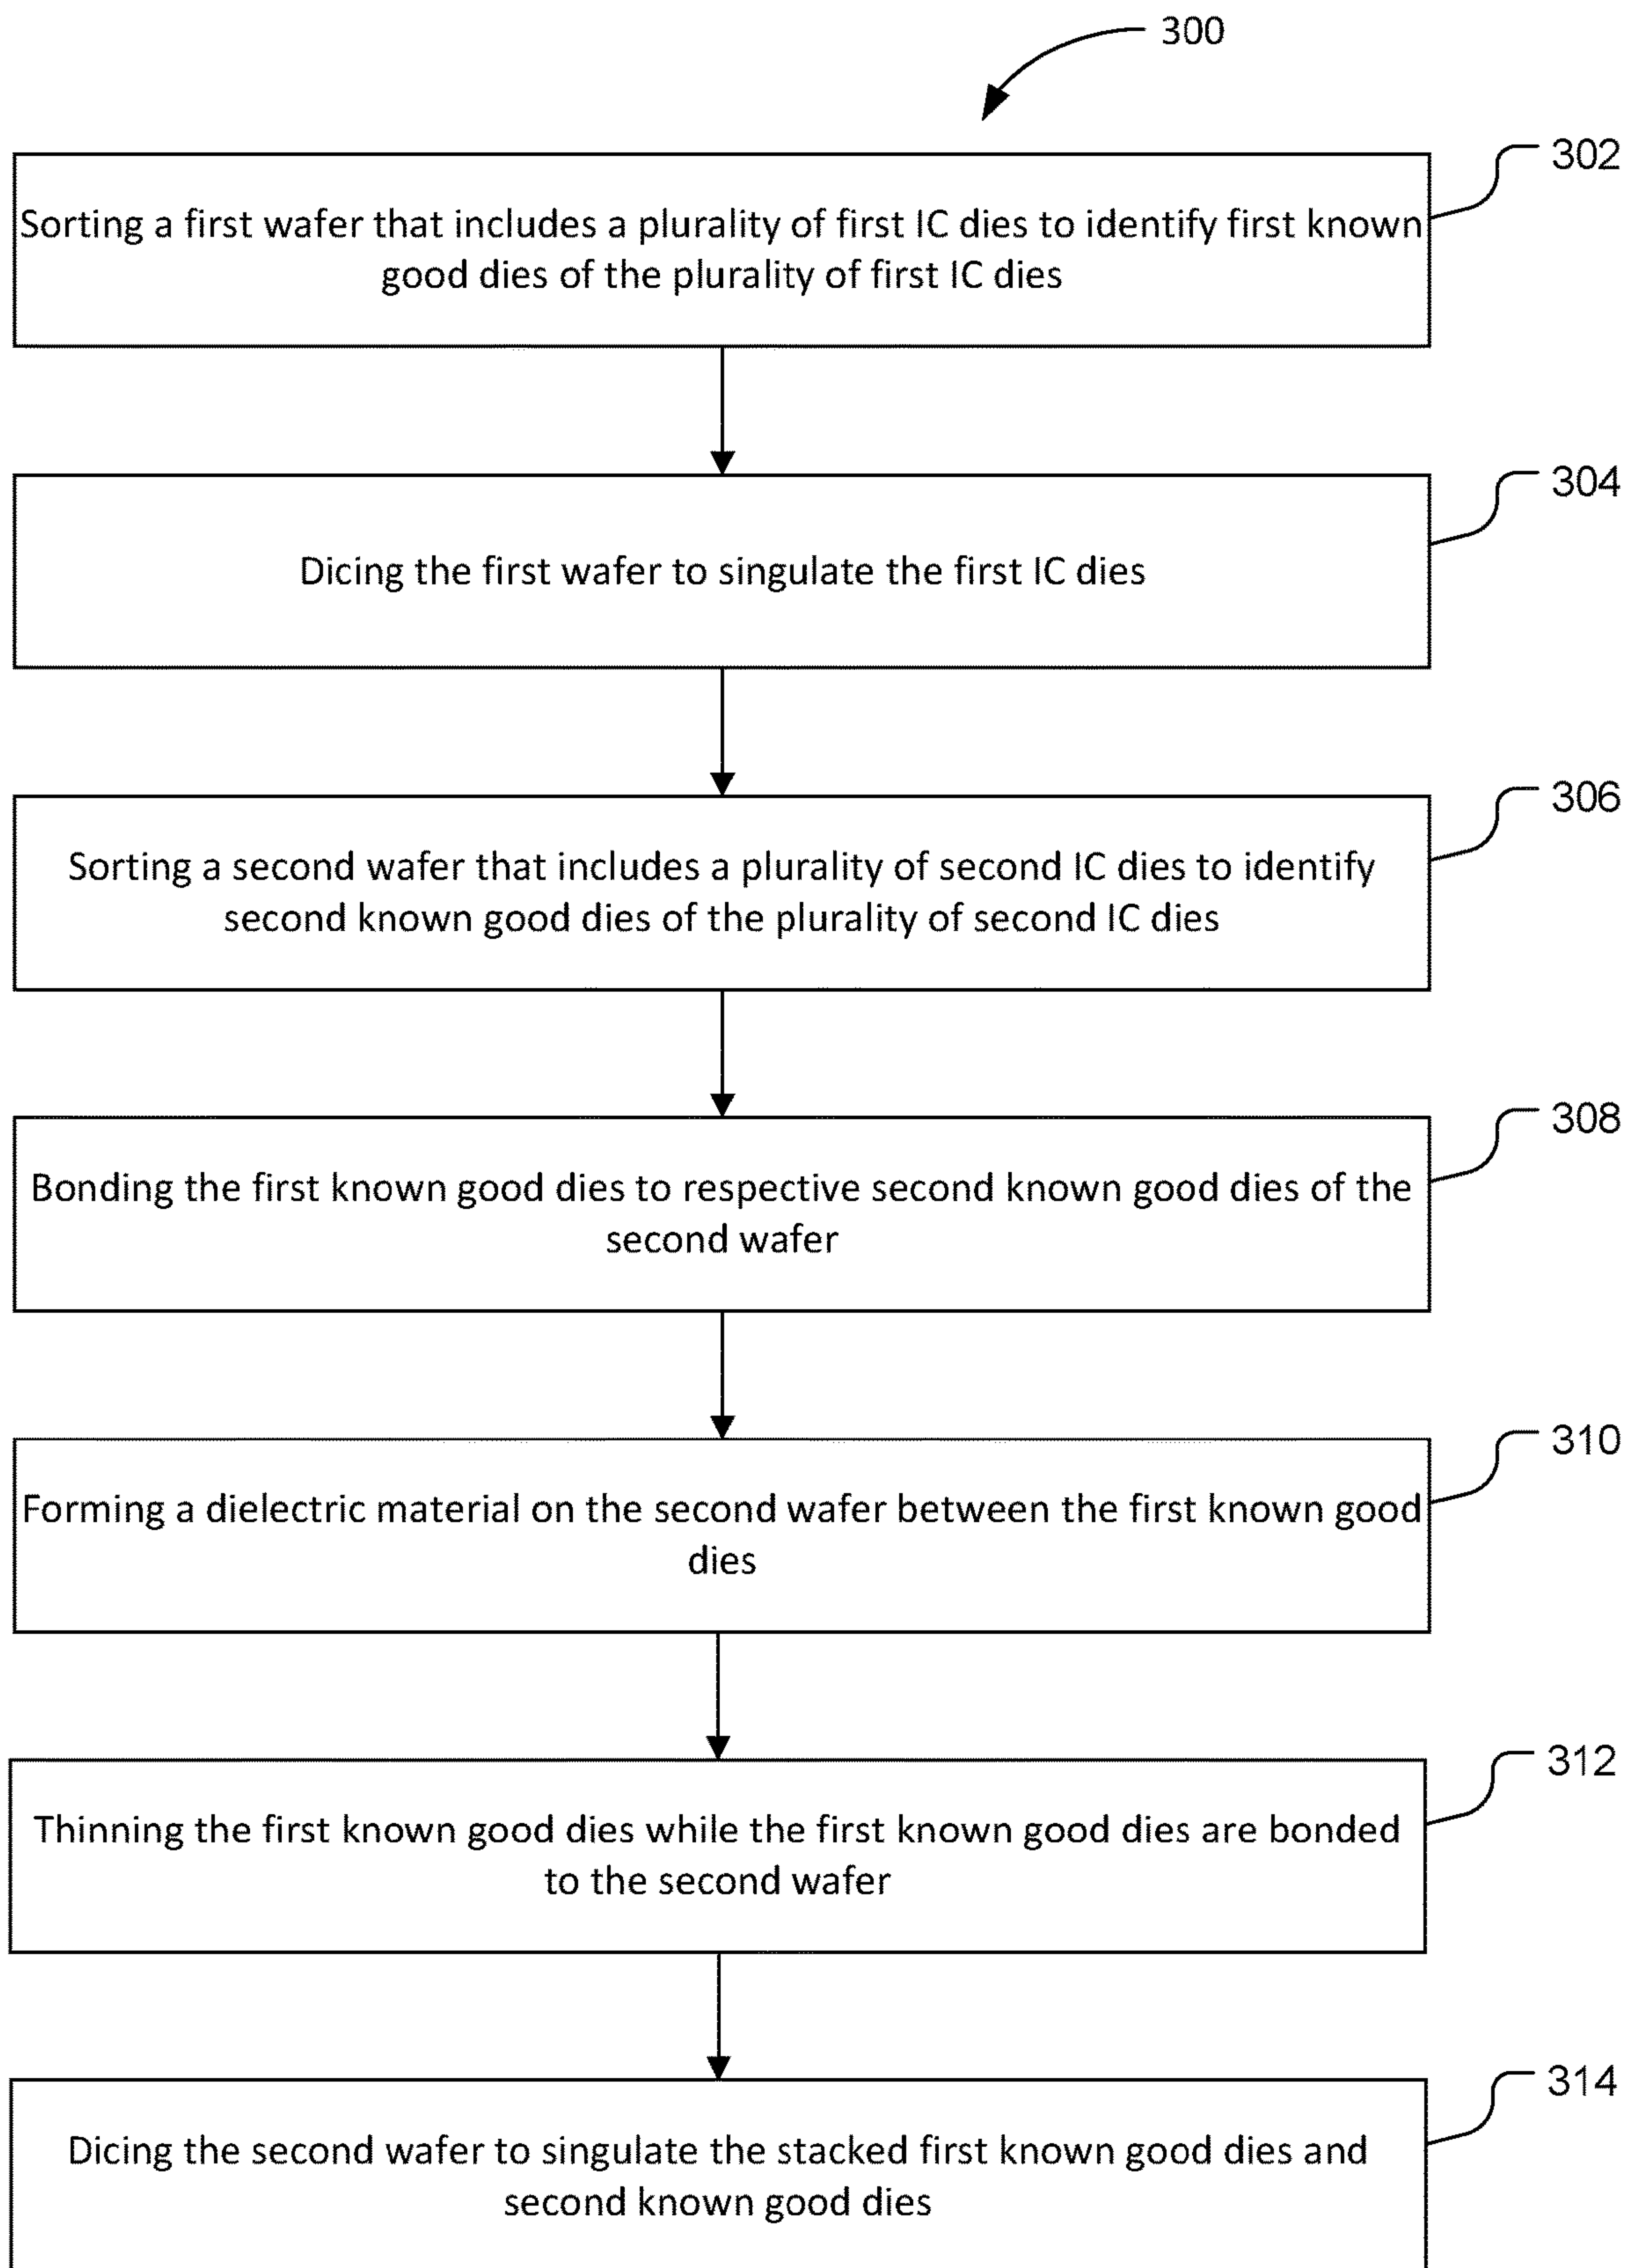 300
302
Sorting a first wafer that includes a plurality of first IC dies to identify first known
good dies of the plurality of first IC dies
304
Dicing the first wafer to singulate the first IC dies
306
Sorting a second wafer that includes a plurality of second IC dies to identify
second known good dies of the plurality of second IC dies
308
Bonding the first known good dies to respective second known good dies of the
second wafer
310
Forming a dielectric material on the second wafer between the first known good
dies
312
Thinning the first known good dies while the first known good dies are bonded
to the second wafer
314
Dicing the second wafer to singulate the stacked first known good dies and
second known good dies